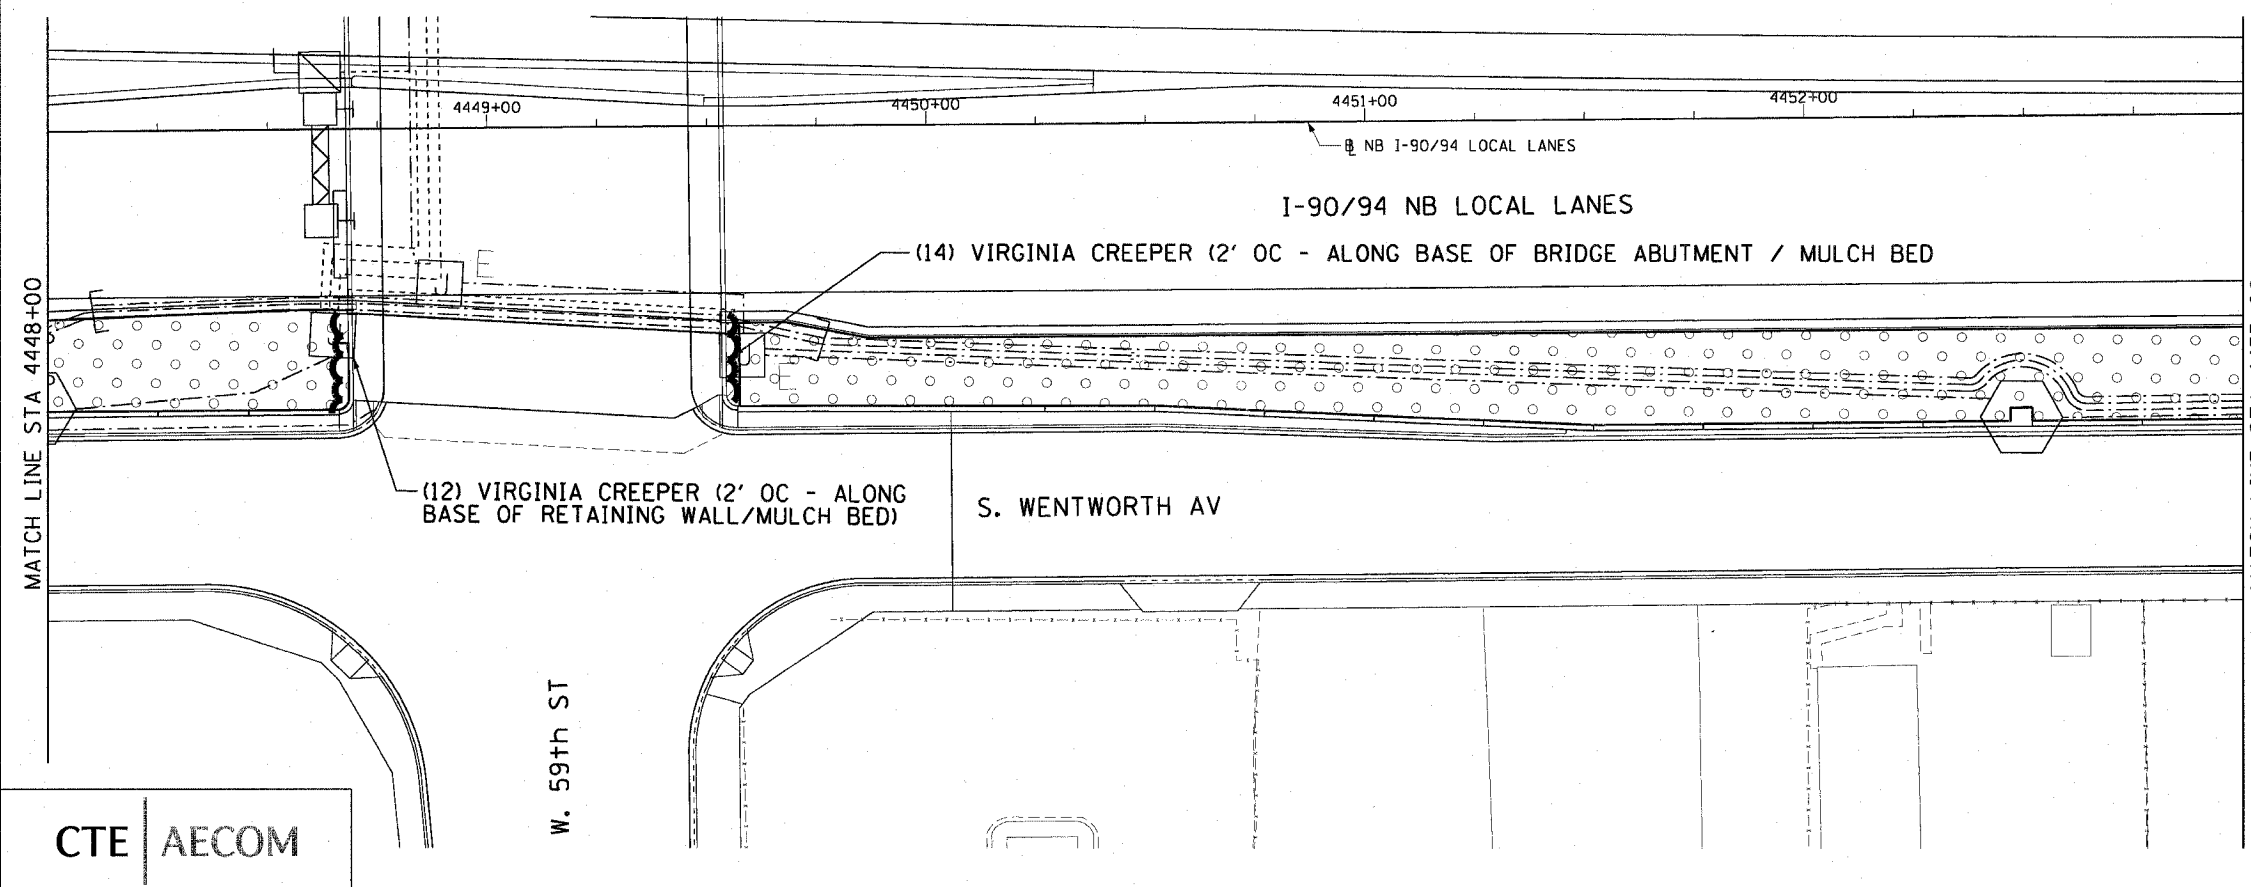 4449+00
4450+00
4451+00
4452+00
℄ NB I-90/94 LOCAL LANES
I-90/94 NB LOCAL LANES
(14) VIRGINIA CREEPER (2' OC - ALONG BASE OF BRIDGE ABUTMENT / MULCH BED
E
E
MATCH LINE STA 4448+00
(12) VIRGINIA CREEPER (2' OC - ALONG
BASE OF RETAINING WALL/MULCH BED)
S. WENTWORTH AV
W. 59th ST
CTE | AECOM